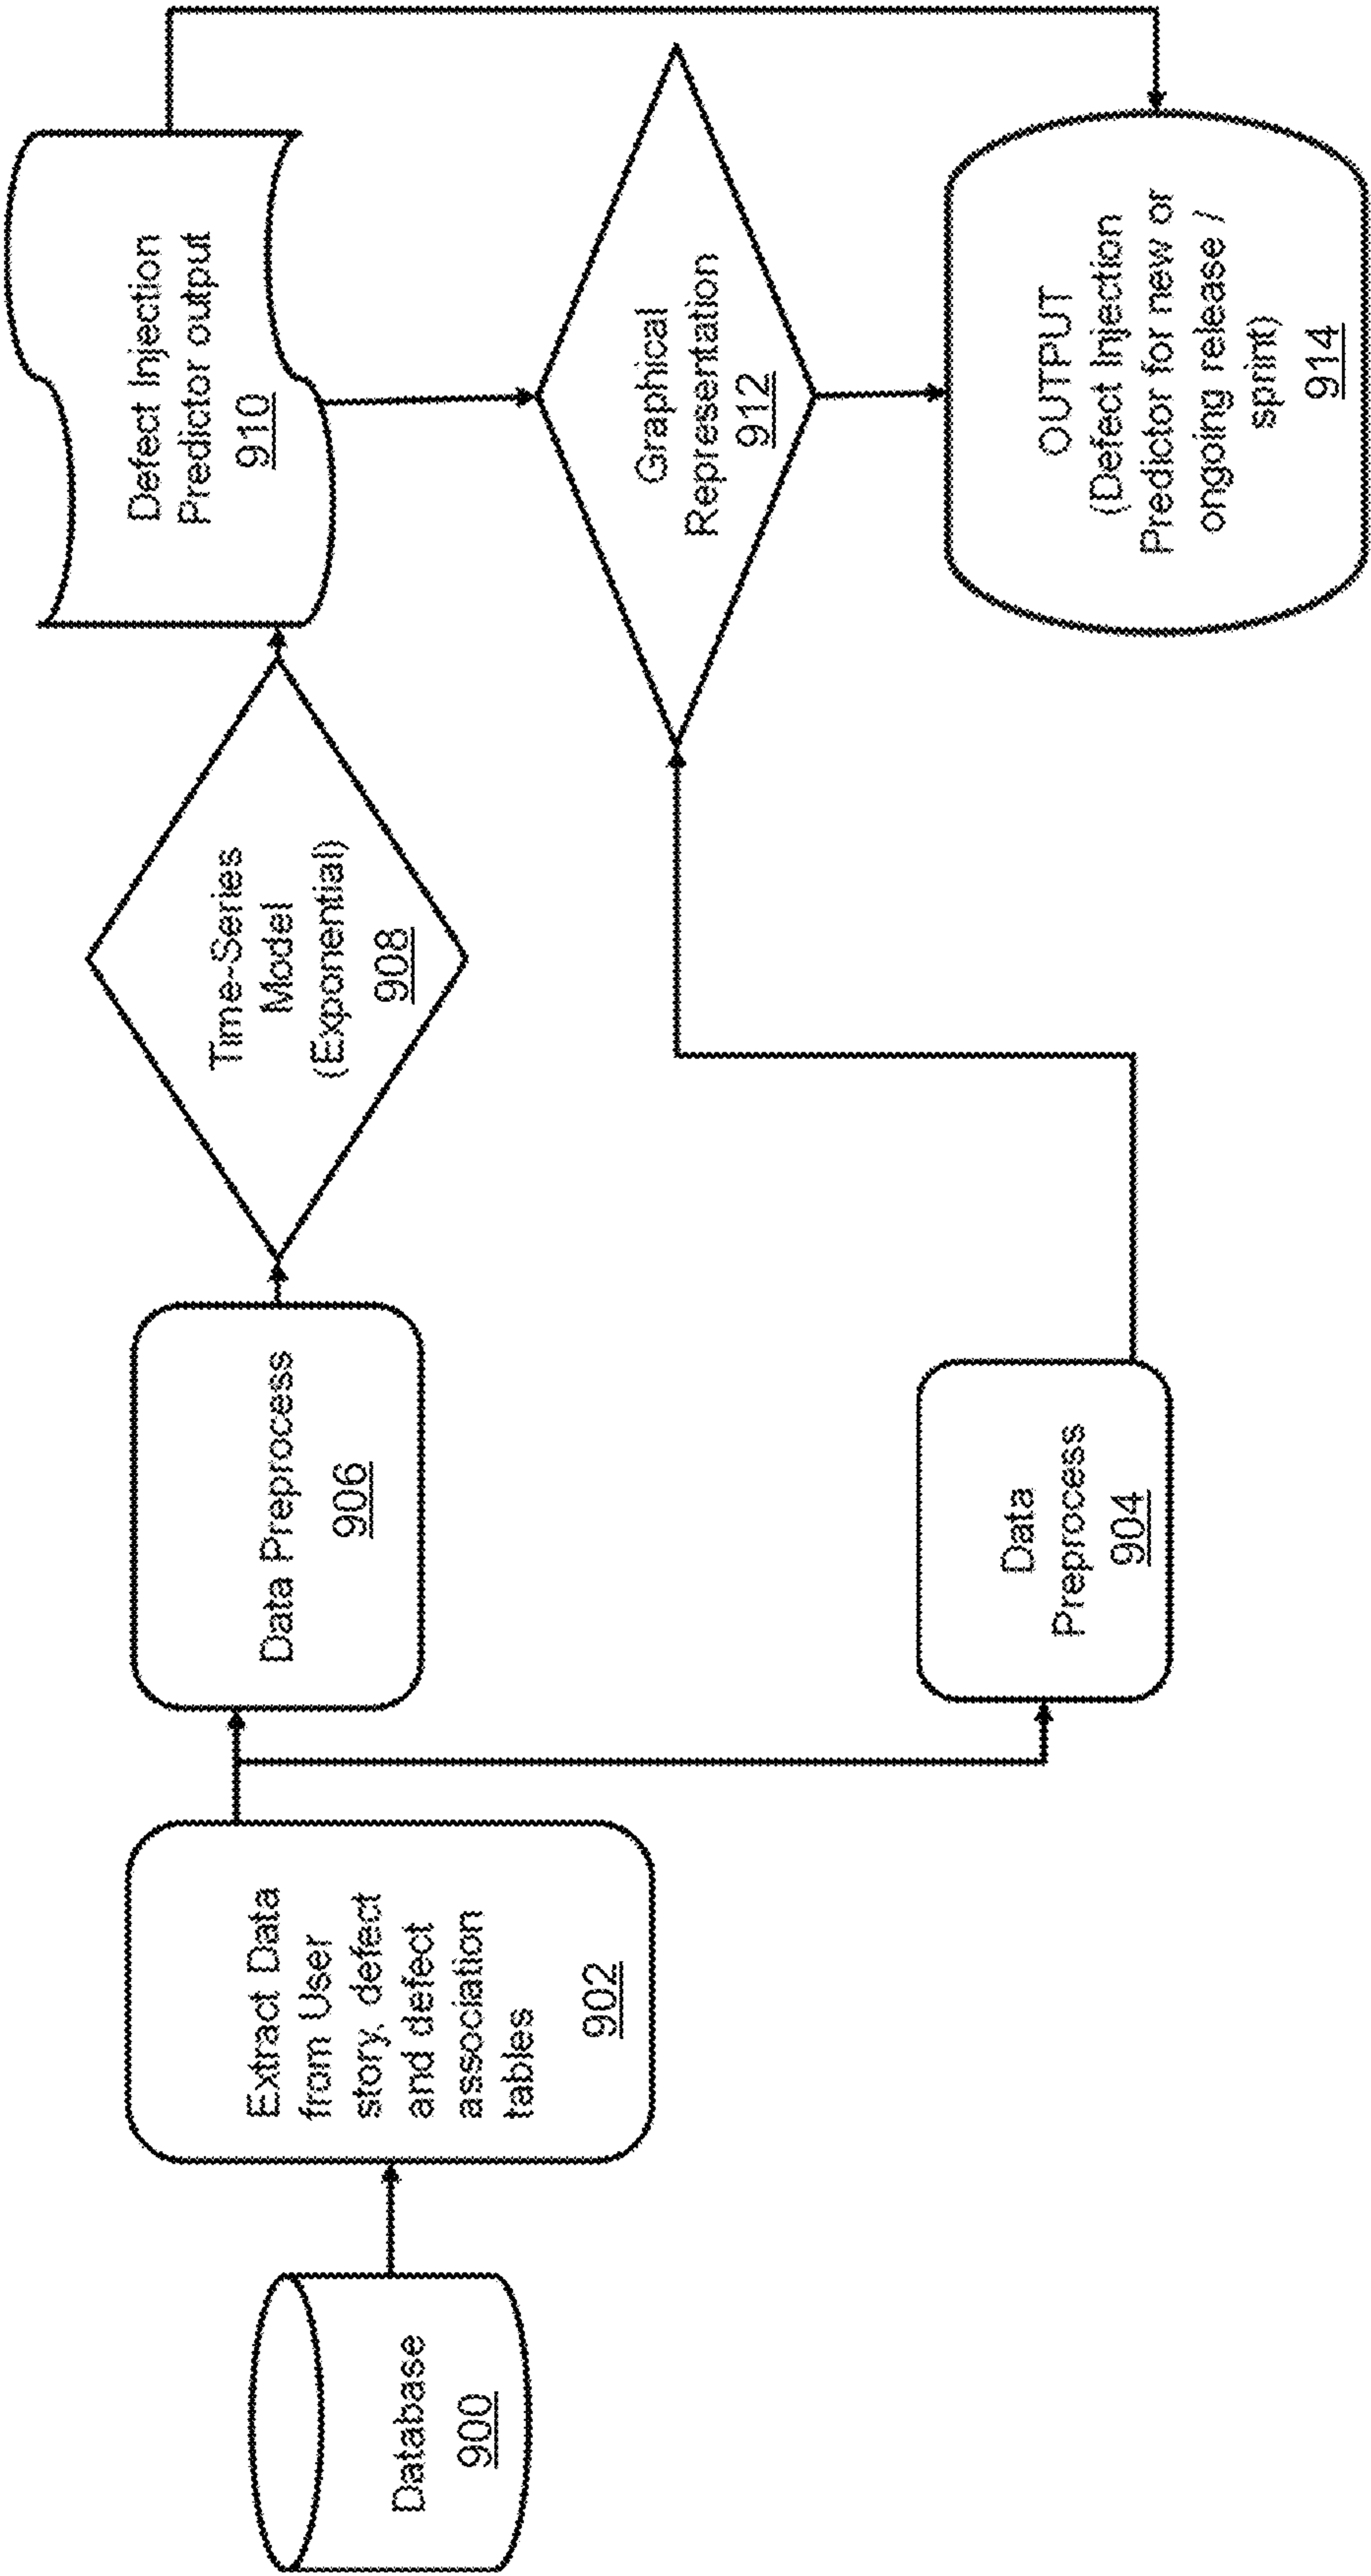 Database
900
Extract Data
from User
story, defect
and defect
association
tables
902
Data Preprocess
906
Data
Preprocess
904
Time-Series
Model
(Exponential)
908
Defect Injection
Predictor output
910
Graphical
Representation
912
OUTPUT
(Defect Injection
Predictor for new or
ongoing release /
sprint)
914